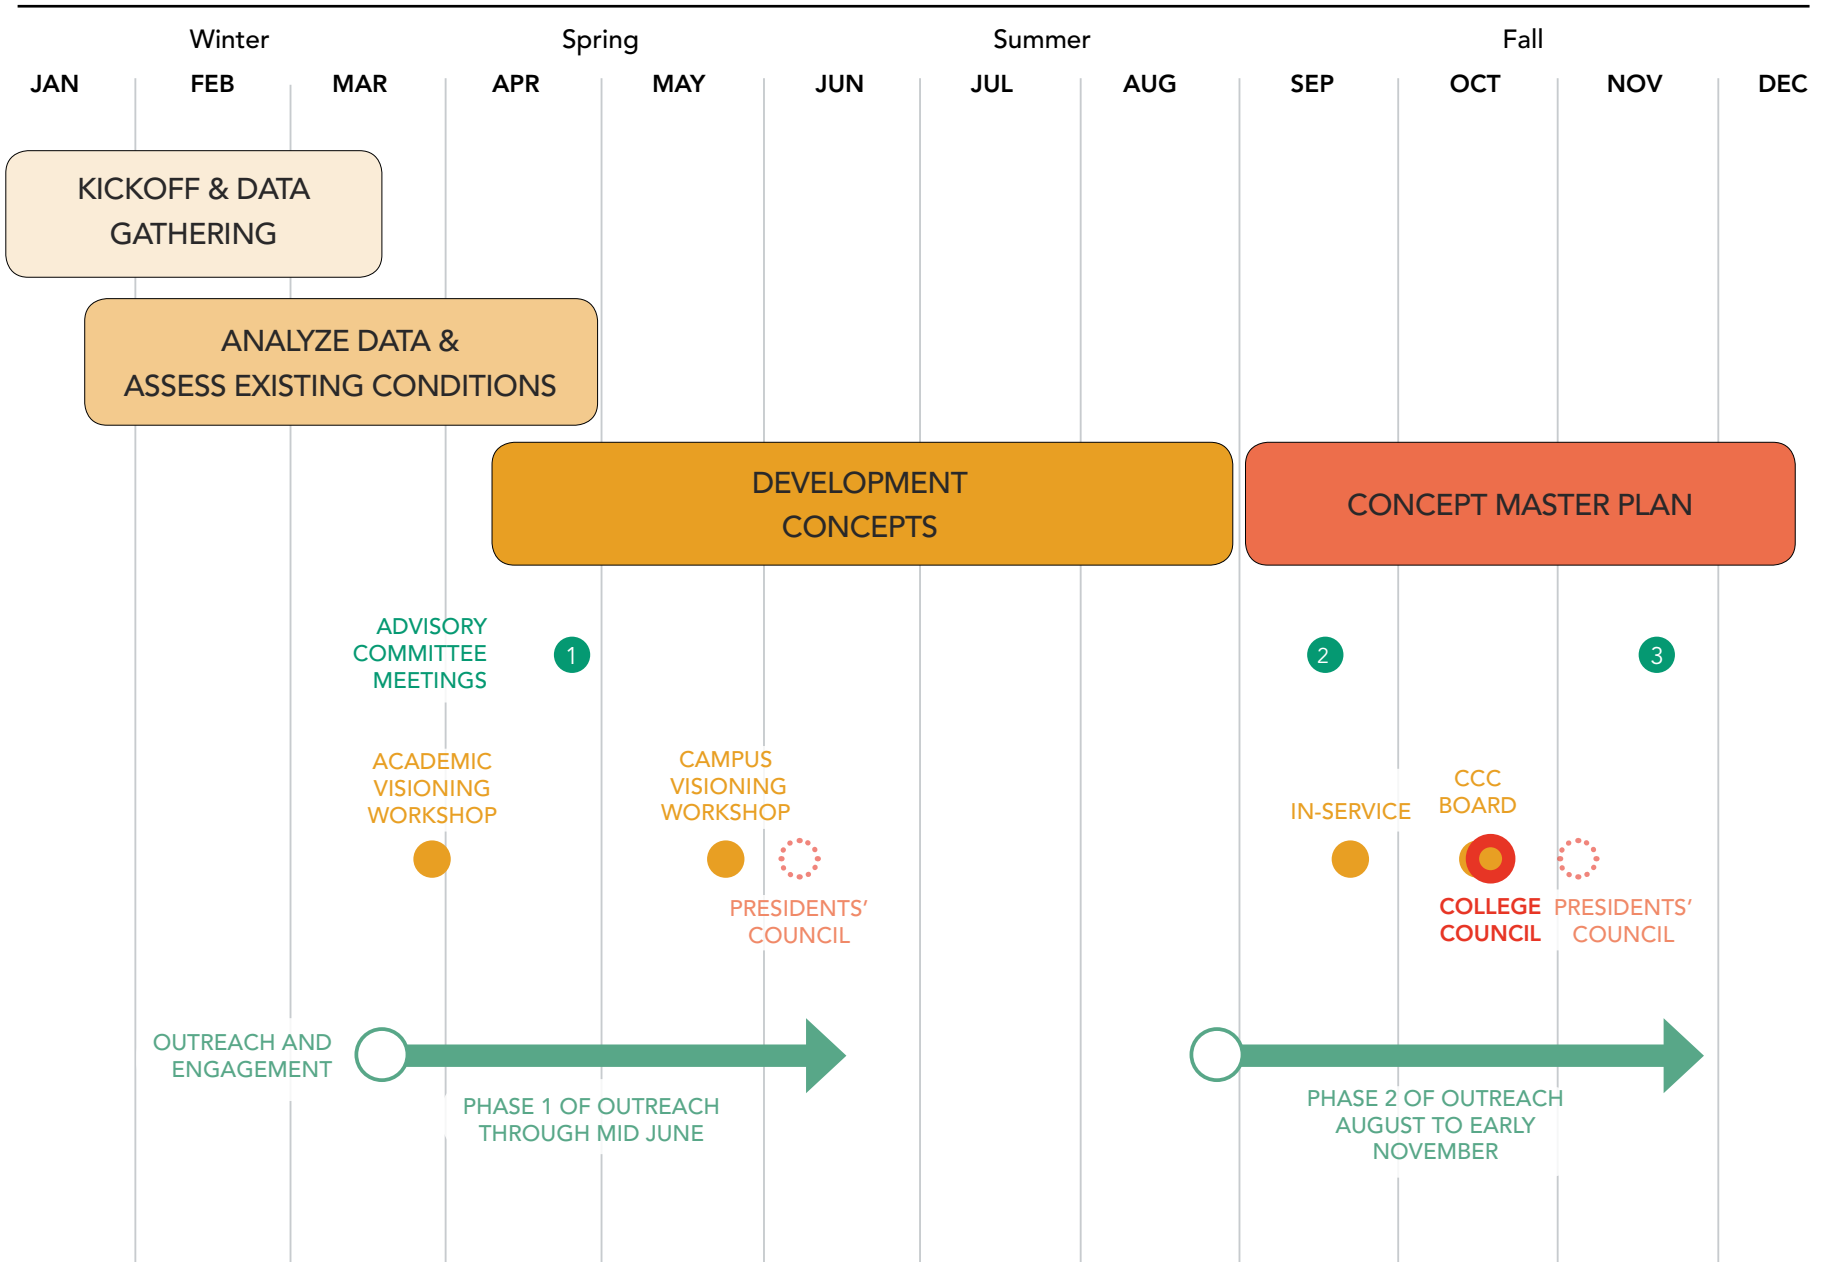 Winter Spring Summer Fall
JAN FEB MAR APR MAY JUN JUL AUG SEP OCT NOV DEC
KICKOFF & DATA
GATHERING
ANALYZE DATA &
ASSESS EXISTING CONDITIONS
DEVELOPMENT
CONCEPTS
CONCEPT MASTER PLAN
ADVISORY
COMMITTEE
MEETINGS
1
2
3
ACADEMIC
VISIONING
WORKSHOP
CAMPUS
VISIONING
WORKSHOP
PRESIDENTS’
COUNCIL
IN-SERVICE
CCC
BOARD
COLLEGE
COUNCIL
PRESIDENTS’
COUNCIL
OUTREACH AND
ENGAGEMENT
PHASE 1 OF OUTREACH
THROUGH MID JUNE
PHASE 2 OF OUTREACH
AUGUST TO EARLY
NOVEMBER